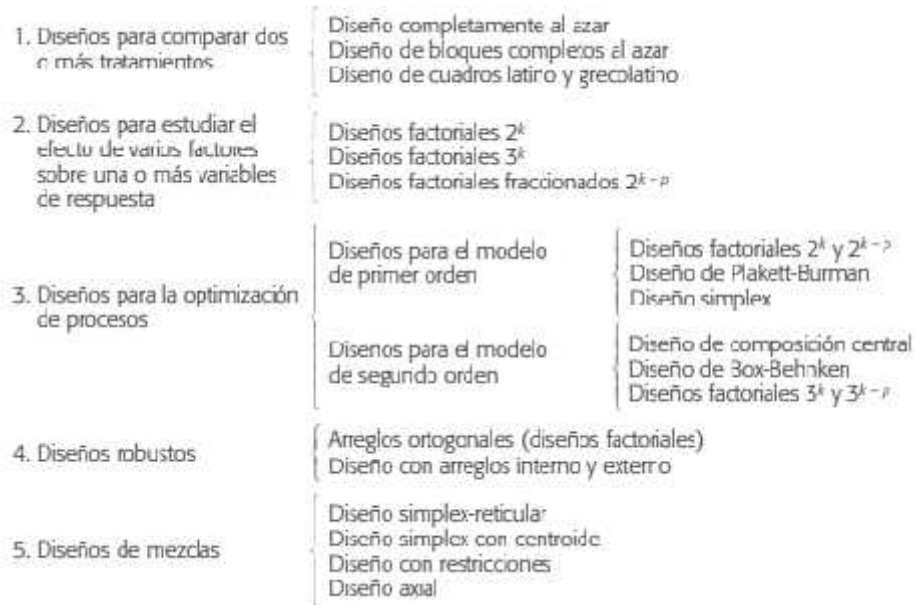 1. Diseños para comparar dos
o más tratamientos
Diseño completamente al azar
Diseño de bloques completos al azar
Diseño de cuadros latino y grecolatino
2. Diseños para estudiar el
efecto de varios factores
sobre una o más variables
de respuesta
Diseños factoriales 2ᵏ
Diseños factoriales 3ᵏ
Diseños factoriales fraccionados 2ᵏ⁻ᵖ
3. Diseños para la optimización
de procesos
Diseños para el modelo
de primer orden
Diseños factoriales 2ᵏ y 2ᵏ⁻ᵖ
Diseño de Plakett-Burman
Diseño simplex
Diseños para el modelo
de segundo orden
Diseño de composición central
Diseño de Box-Behnken
Diseños factoriales 3ᵏ y 3ᵏ⁻ᵖ
4. Diseños robustos
Arreglos ortogonales (diseños factoriales)
Diseño con arreglos interno y externo
5. Diseños de mezclas
Diseño simplex-reticular
Diseño simplex con centroide
Diseño con restricciones
Diseño axial